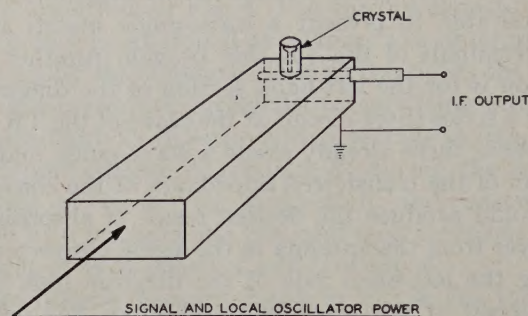 CRYSTAL
I.F. OUTPUT
SIGNAL AND LOCAL OSCILLATOR POWER